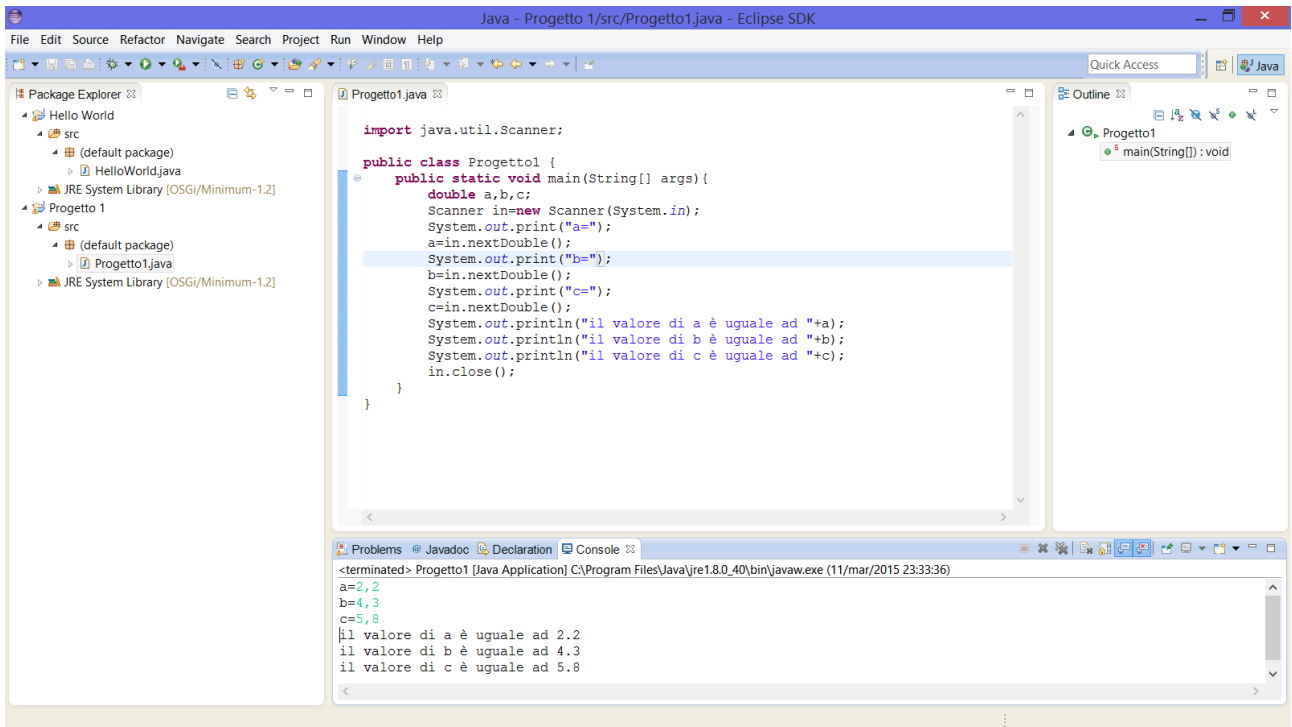 Java - Progetto 1/src/Progetto1.java - Eclipse SDK
File Edit Source Refactor Navigate Search Project Run Window Help
Quick Access
Java
Package Explorer
Hello World
src
(default package)
HelloWorld.java
JRE System Library [OSGi/Minimum-1.2]
Progetto 1
src
(default package)
Progetto1.java
JRE System Library [OSGi/Minimum-1.2]
Progetto1.java
import java.util.Scanner;
public class Progetto1 {
public static void main(String[] args){
double a,b,c;
Scanner in=new Scanner(System.in);
System.out.print("a=");
a=in.nextDouble();
System.out.print("b=");
b=in.nextDouble();
System.out.print("c=");
c=in.nextDouble();
System.out.println("il valore di a è uguale ad "+a);
System.out.println("il valore di b è uguale ad "+b);
System.out.println("il valore di c è uguale ad "+c);
in.close();
}
}
Outline
Progetto1
main(String[]) : void
Problems @ Javadoc Declaration Console
<terminated> Progetto1 [Java Application] C:\Program Files\Java\jre1.8.0_40\bin\javaw.exe (11/mar/2015 23:33:36)
a=2,2
b=4,3
c=5,8
il valore di a è uguale ad 2.2
il valore di b è uguale ad 4.3
il valore di c è uguale ad 5.8